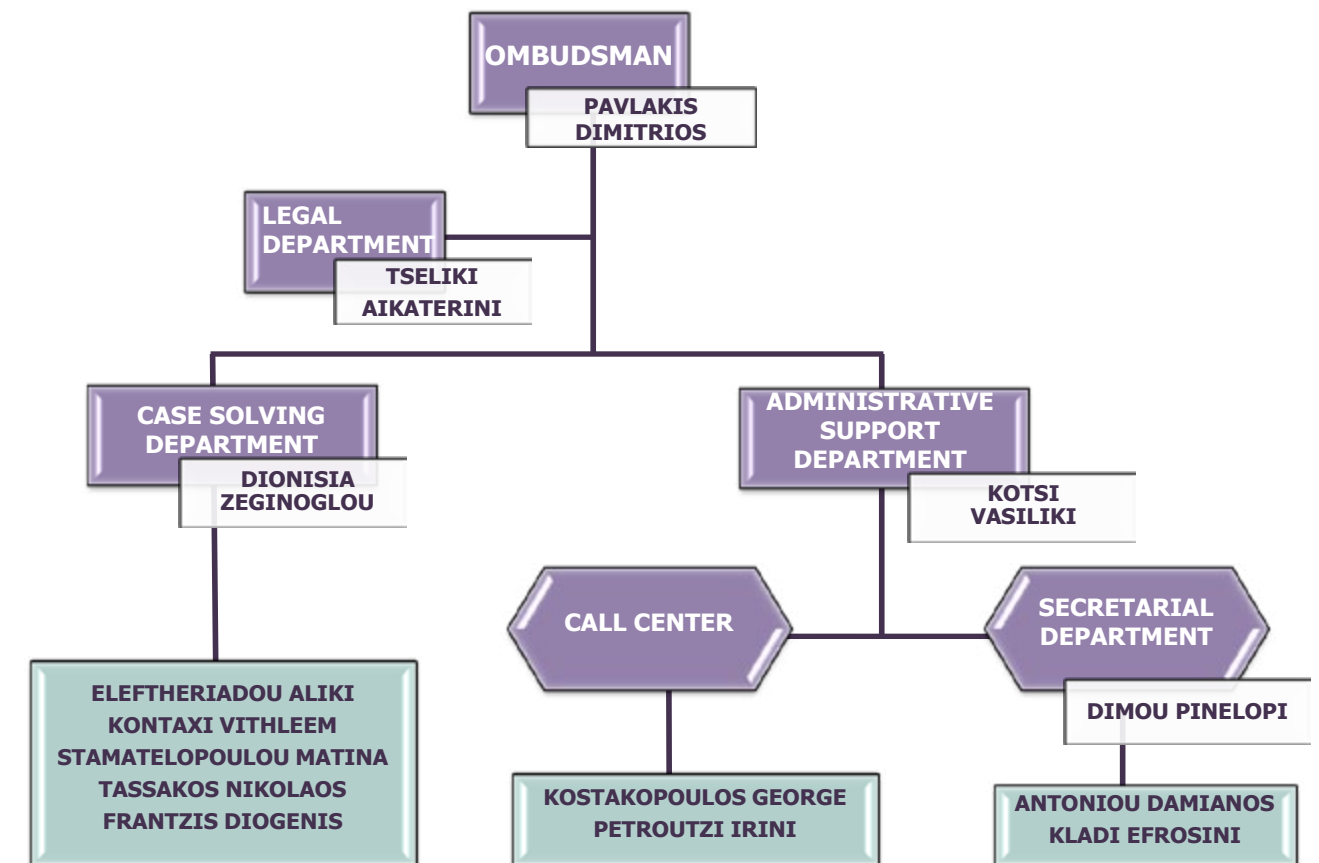 OMBUDSMAN
PAVLAKIS
DIMITRIOS
LEGAL
DEPARTMENT
TSELIKI
AIKATERINI
CASE SOLVING
DEPARTMENT
DIONISIA
ZEGINOGLOU
ADMINISTRATIVE
SUPPORT
DEPARTMENT
KOTSI
VASILIKI
CALL CENTER
SECRETARIAL
DEPARTMENT
DIMOU PINELOPI
ELEFTHERIADOU ALIKI
KONTAXI VITHLEEM
STAMATELOPOULOU MATINA
TASSAKOS NIKOLAOS
FRANTZIS DIOGENIS
KOSTAKOPOULOS GEORGE
PETROUTZI IRINI
ANTONIOU DAMIANOS
KLADI EFROSINI